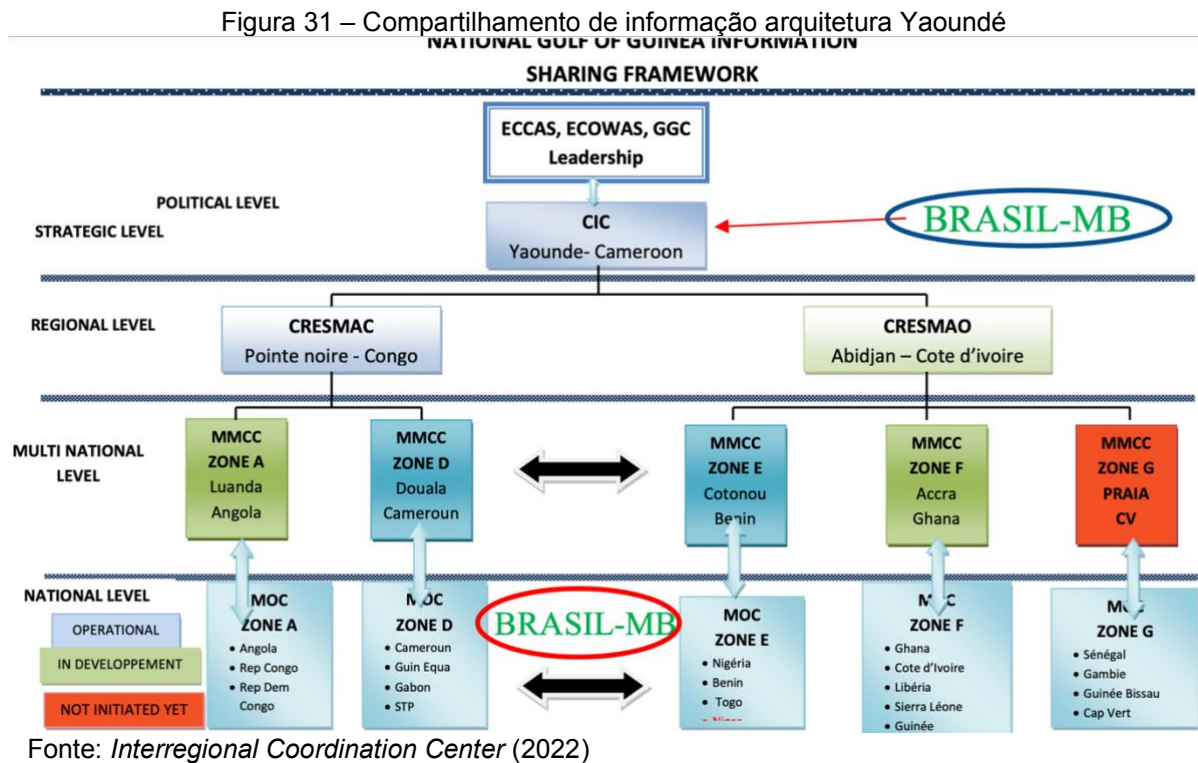 Figura 31 – Compartilhamento de informação arquitetura Yaoundé
NATIONAL GULF OF GUINEA INFORMATION
SHARING FRAMEWORK
ECCAS, ECOWAS, GGC
Leadership
POLITICAL LEVEL
STRATEGIC LEVEL
CIC
Yaounde- Cameroon
BRASIL-MB
REGIONAL LEVEL
CRESMAC
Pointe noire - Congo
CRESMAO
Abidjan – Cote d'ivoire
MULTI NATIONAL
LEVEL
MMCC
ZONE A
Luanda
Angola
MMCC
ZONE D
Douala
Cameroun
MMCC
ZONE E
Cotonou
Benin
MMCC
ZONE F
Accra
Ghana
MMCC
ZONE G
PRAIA
CV
NATIONAL LEVEL
OPERATIONAL
IN DEVELOPPEMENT
NOT INITIATED YET
MOC
ZONE A
• Angola
• Rep Congo
• Rep Dem
Congo
MOC
ZONE D
• Cameroun
• Guin Equa
• Gabon
• STP
BRASIL-MB
MOC
ZONE E
• Nigéria
• Benin
• Togo
MOC
ZONE F
• Ghana
• Cote d'Ivoire
• Libéria
• Sierra Léone
• Guinée
MOC
ZONE G
• Sénégal
• Gambie
• Guinée Bissau
• Cap Vert
Fonte: Interregional Coordination Center (2022)